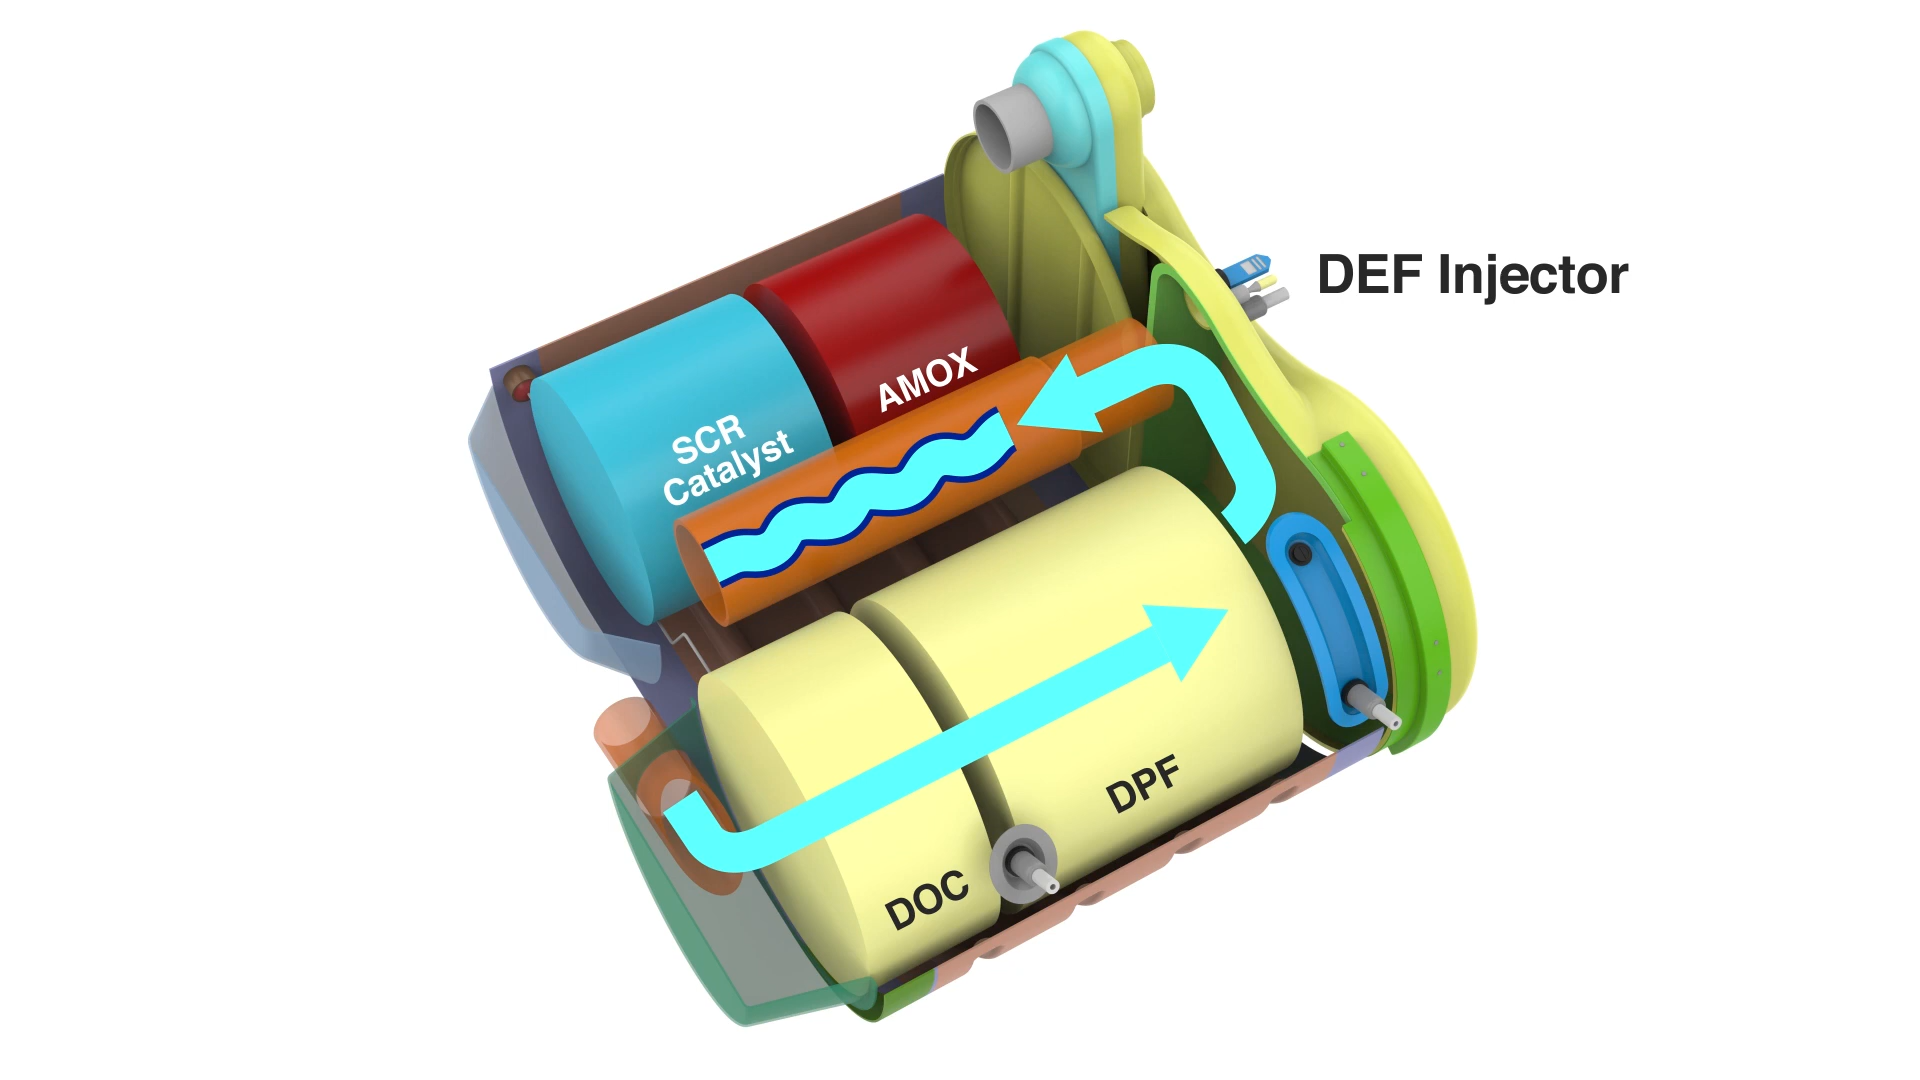 DEF Injector
AMOX
SCR
Catalyst
DPF
DOC